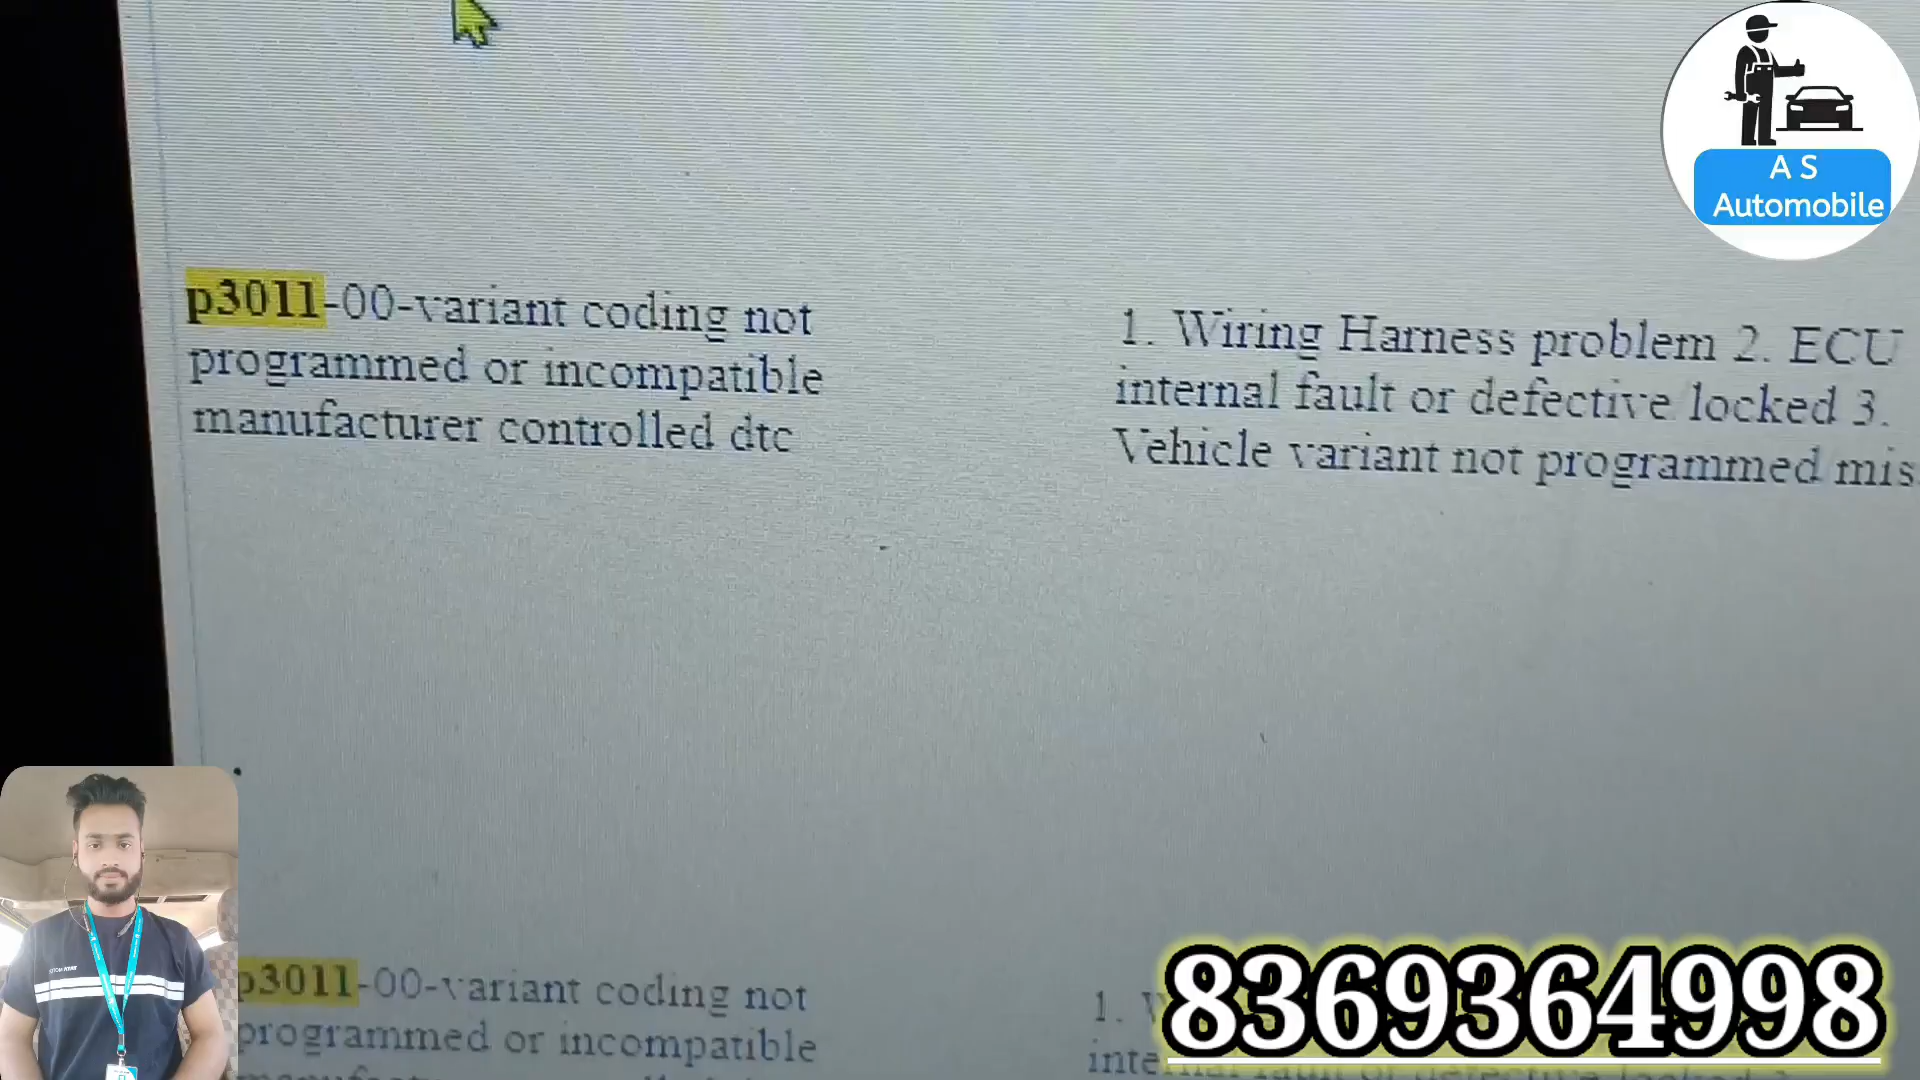 A S
Automobile
p3011-00-variant coding not
programmed or incompatible
manufacturer controlled dtc
1. Wiring Harness problem 2. ECU
internal fault or defective locked 3.
Vehicle variant not programmed mis
p3011-00-variant coding not
programmed or incompatible
1.
inte
8369364998